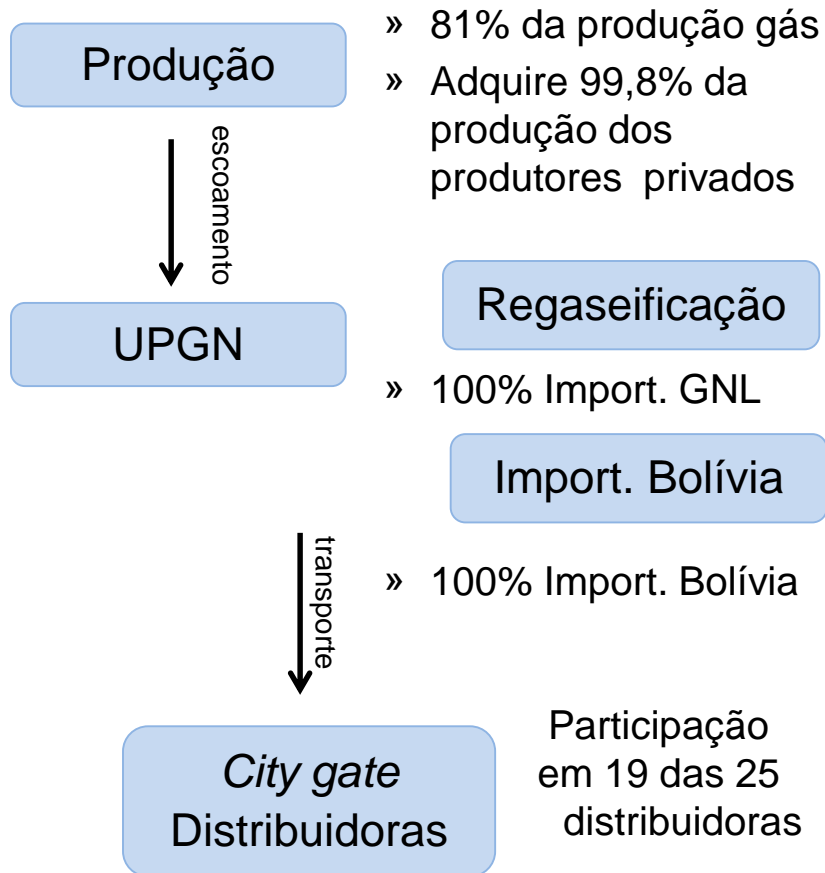 Produção
» 81% da produção gás
» Adquire 99,8% da
produção dos
produtores privados
escoamento
UPGN
Regaseificação
» 100% Import. GNL
Import. Bolívia
transporte
» 100% Import. Bolívia
City gate
Distribuidoras
Participação
em 19 das 25
distribuidoras